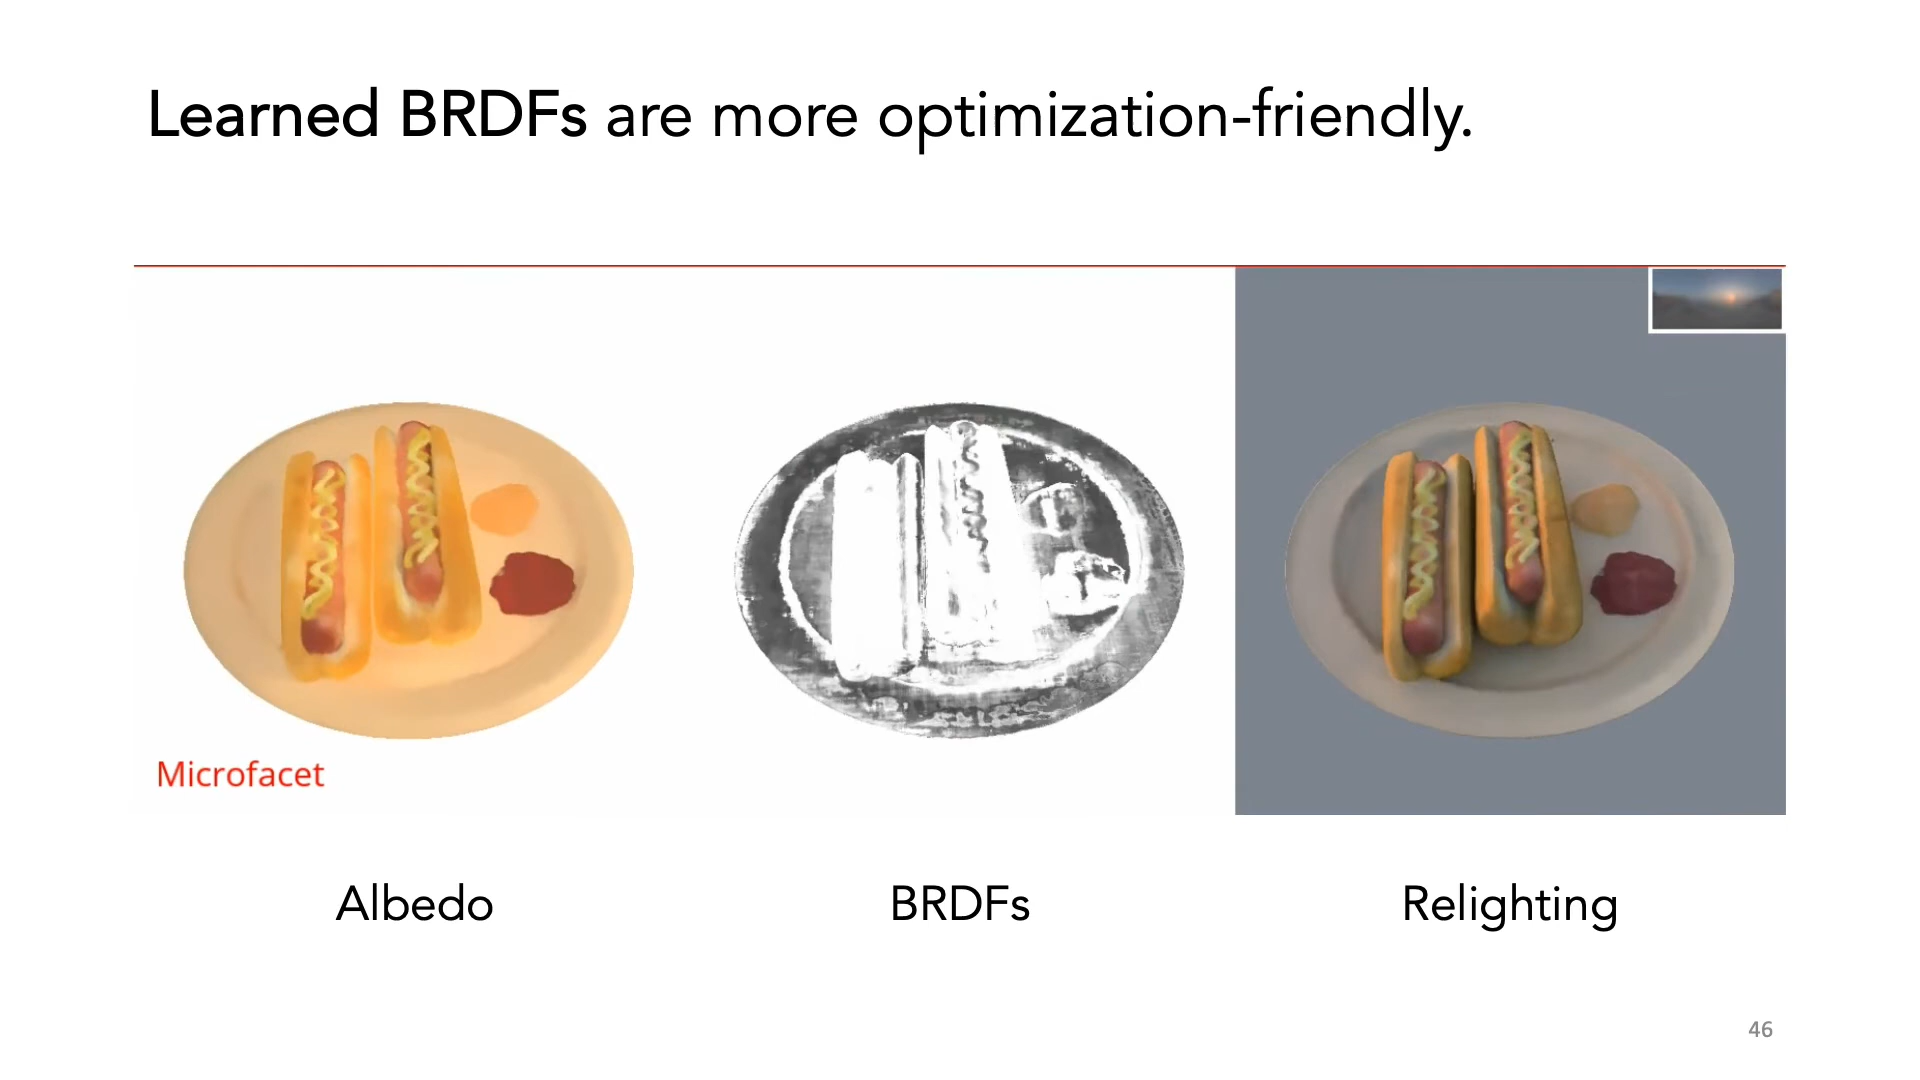 Learned BRDFs are more optimization-friendly.
Microfacet
Albedo
BRDFs
Relighting
46